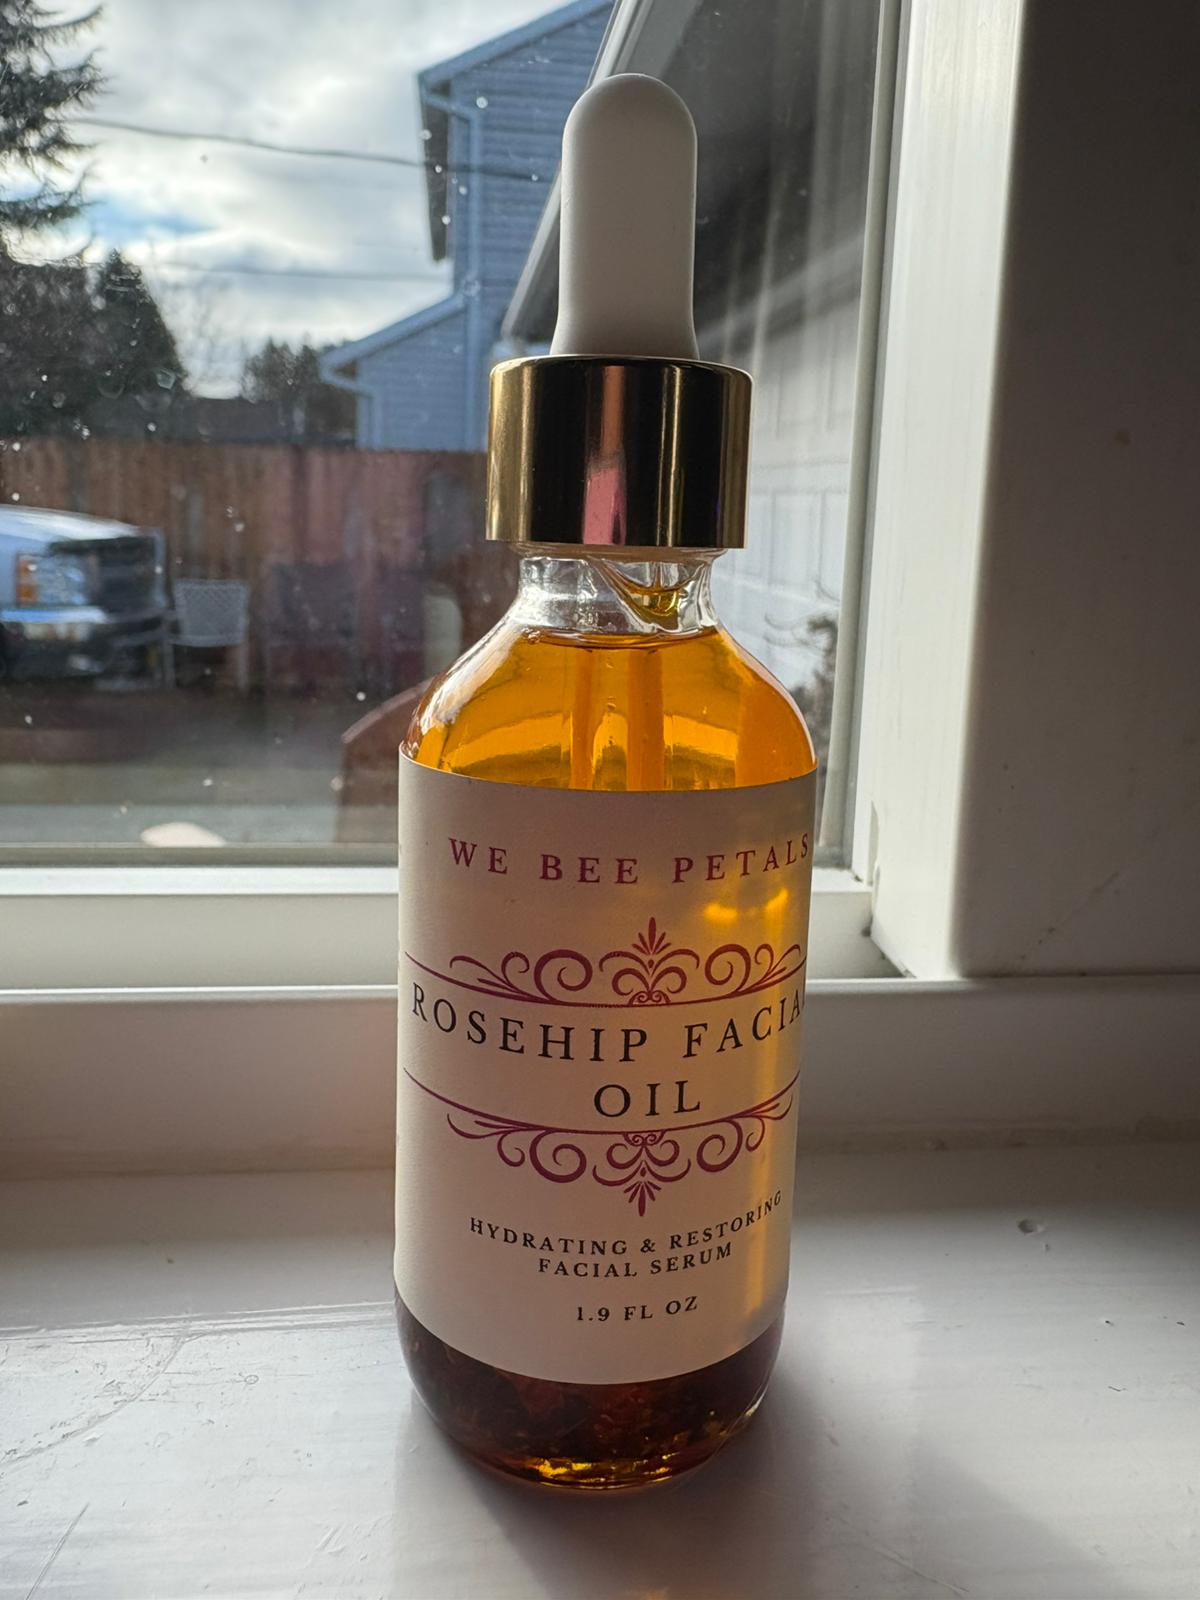 WE BEE PETALS
ROSEHIP FACIAL
OIL
HYDRATING & RESTORING
FACIAL SERUM
1.9 FL OZ